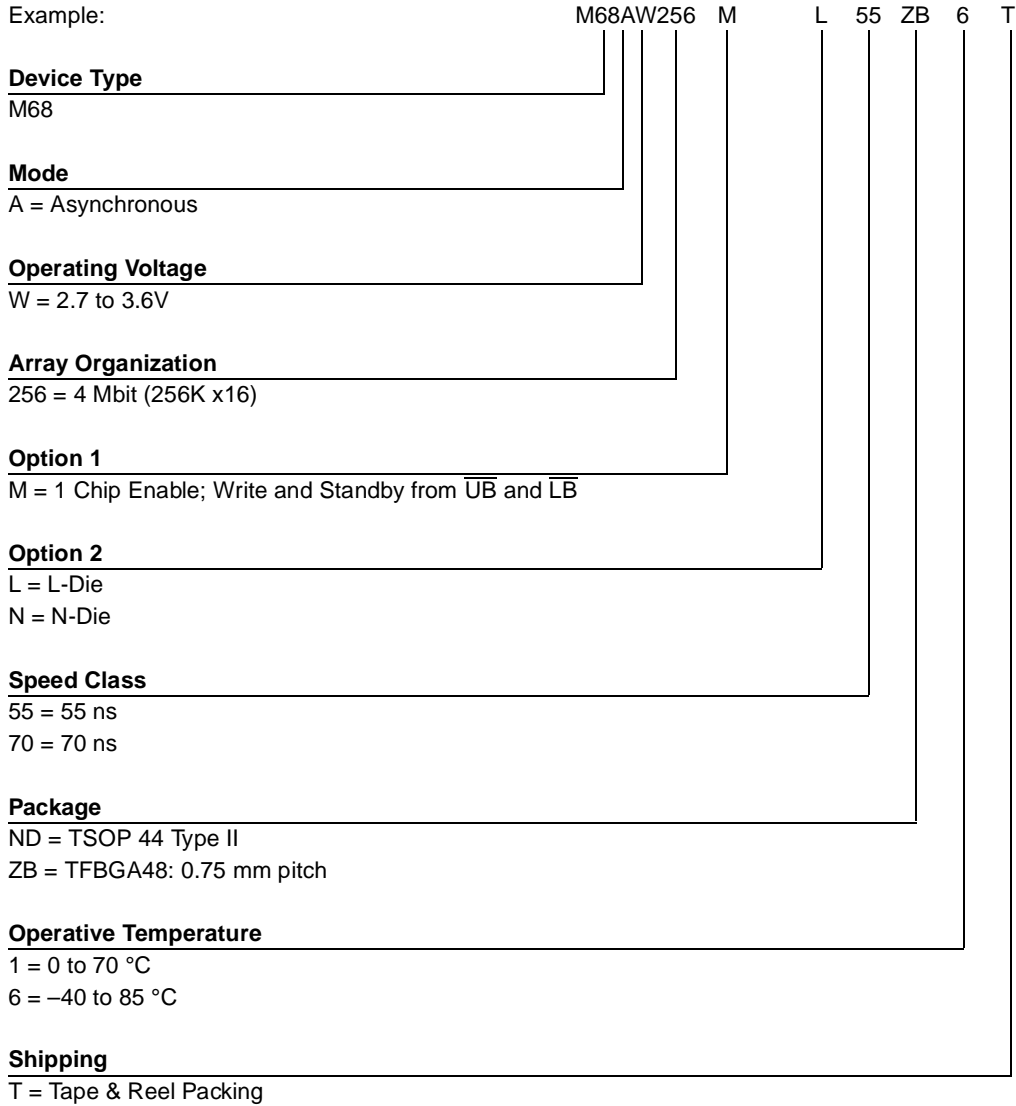 Example: M68AW256 M L 55 ZB 6 T
Device Type
M68
Mode
A = Asynchronous
Operating Voltage
W = 2.7 to 3.6V
Array Organization
256 = 4 Mbit (256K x16)
Option 1
M = 1 Chip Enable; Write and Standby from U̅B̅ and L̅B̅
Option 2
L = L-Die
N = N-Die
Speed Class
55 = 55 ns
70 = 70 ns
Package
ND = TSOP 44 Type II
ZB = TFBGA48: 0.75 mm pitch
Operative Temperature
1 = 0 to 70 °C
6 = –40 to 85 °C
Shipping
T = Tape & Reel Packing